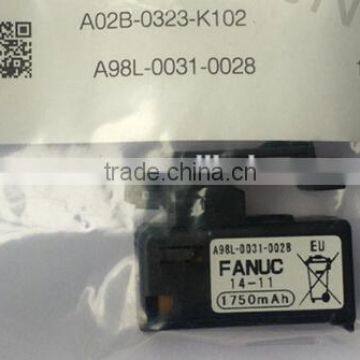 A02B-0323-K102
A98L-0031-0028
trade.china.cn
A98L-0031-0028 EU
FANUC
14-11
1750mAh